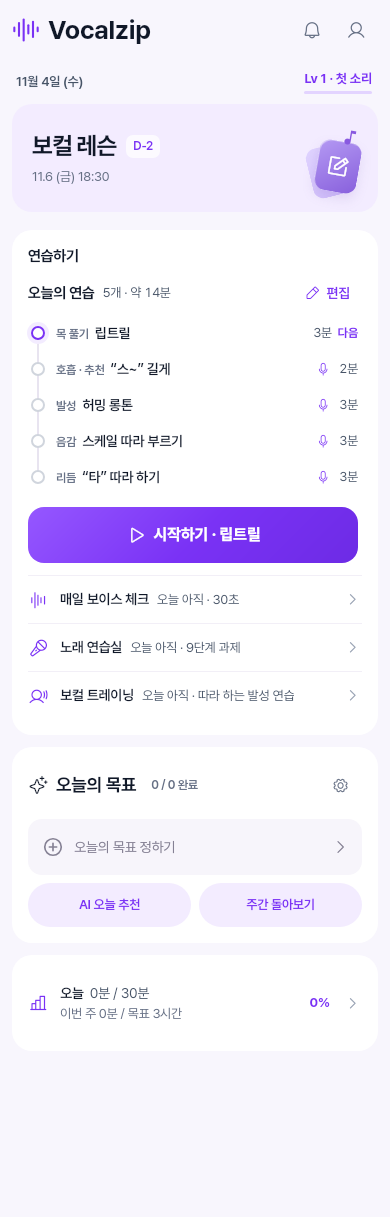 Vocalzip
11월 4일 (수)
Lv 1 · 첫 소리
보컬 레슨 D-2
11.6 (금) 18:30
연습하기
오늘의 연습 5개 · 약 14분 편집
목 풀기 립트릴 3분 다음
호흡 · 추천 “스~” 길게 2분
발성 허밍 롱톤 3분
음감 스케일 따라 부르기 3분
리듬 “타” 따라 하기 3분
시작하기 · 립트릴
매일 보이스 체크 오늘 아직 · 30초
노래 연습실 오늘 아직 · 9단계 과제
보컬 트레이닝 오늘 아직 · 따라 하는 발성 연습
오늘의 목표 0 / 0 완료
오늘의 목표 정하기
AI 오늘 추천
주간 돌아보기
오늘 0분 / 30분 0%
이번 주 0분 / 목표 3시간